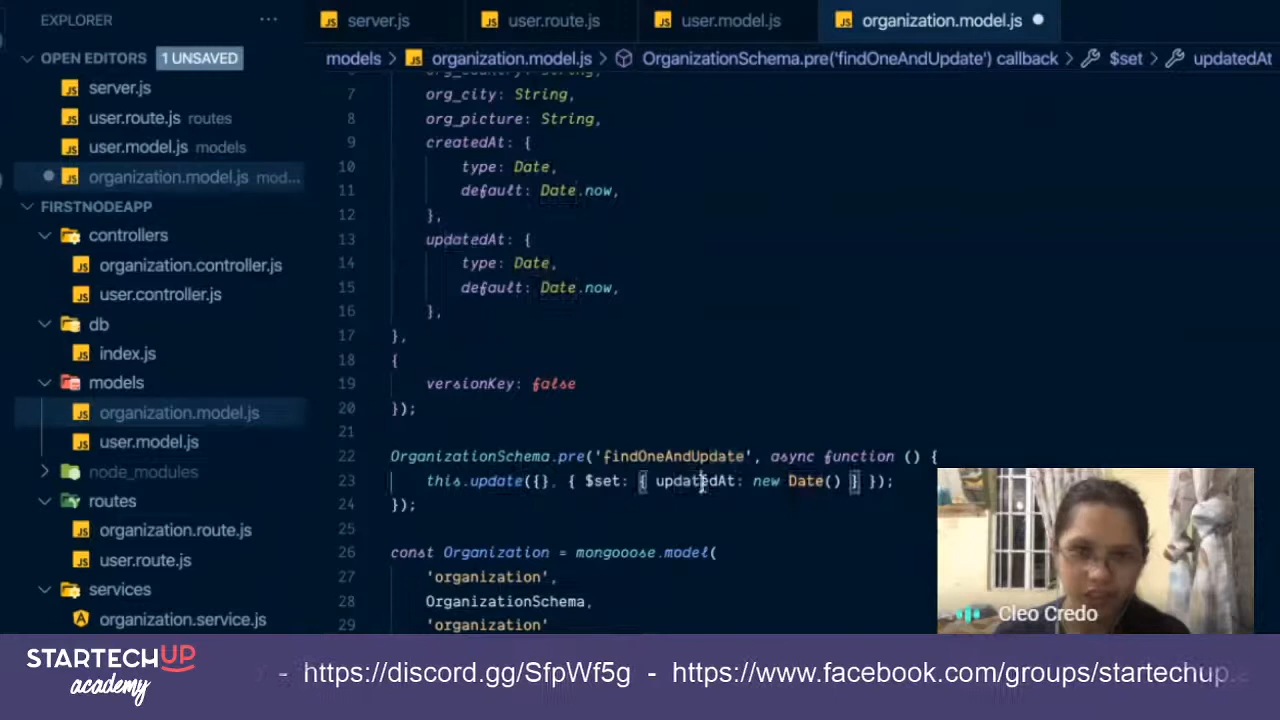 EXPLORER ...
server.js
user.route.js
user.model.js
organization.model.js
OPEN EDITORS 1 UNSAVED
models > organization.model.js > OrganizationSchema.pre('findOneAndUpdate') callback > $set > updatedAt
server.js
user.route.js routes
user.model.js models
organization.model.js mod...
FIRSTNODEAPP
controllers
organization.controller.js
user.controller.js
db
index.js
models
organization.model.js
user.model.js
node_modules
routes
organization.route.js
user.route.js
services
organization.service.js
org_country: String,
7 org_city: String,
8 org_picture: String,
9 createdAt: {
10 type: Date,
11 default: Date.now,
12 },
13 updatedAt: {
14 type: Date,
15 default: Date.now,
16 },
17 },
18 {
19 versionKey: false
20 });
21
22 OrganizationSchema.pre('findOneAndUpdate', async function () {
23 this.update({}, { $set: { updatedAt: new Date() } });
24 });
25
26 const Organization = mongooose.model(
27 'organization',
28 OrganizationSchema,
29 'organization'
Cleo Credo
STARTECHUP
academy
- https://discord.gg/SfpWf5g - https://www.facebook.com/groups/startechup.a